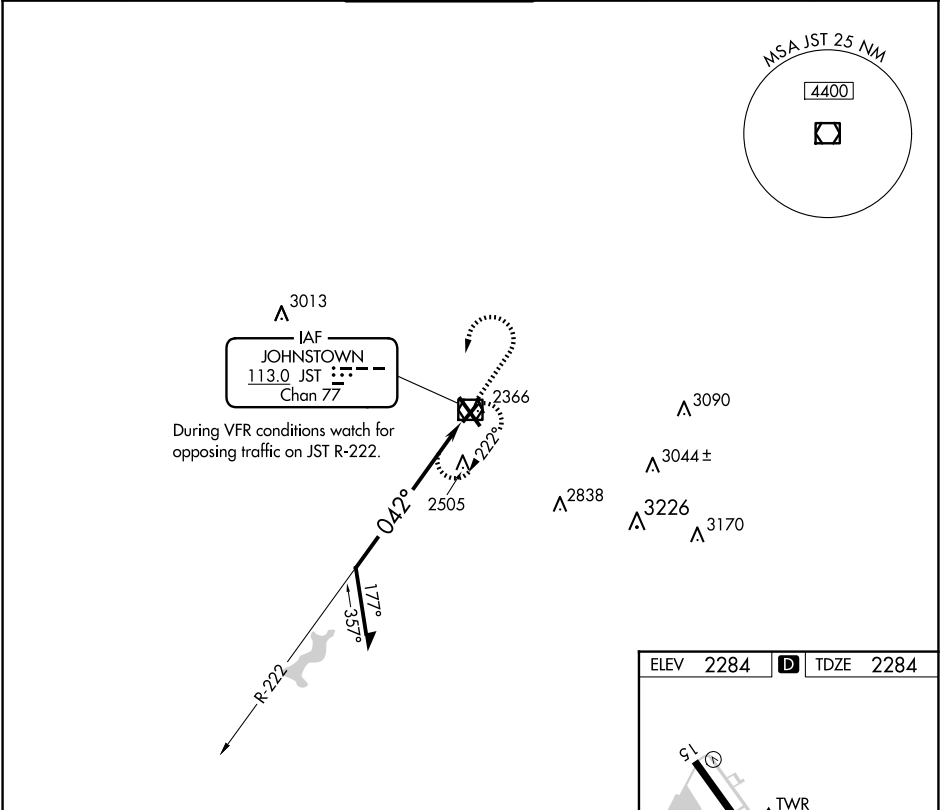 MSA JST 25 NM
4400
3013
IAF
JOHNSTOWN
113.0 JST
Chan 77
During VFR conditions watch for
opposing traffic on JST R-222.
2366
3090
222°
3044±
2505
2838
3226
3170
042°
177°
357°
R-222
ELEV 2284 D TDZE 2284
15
V
TWR